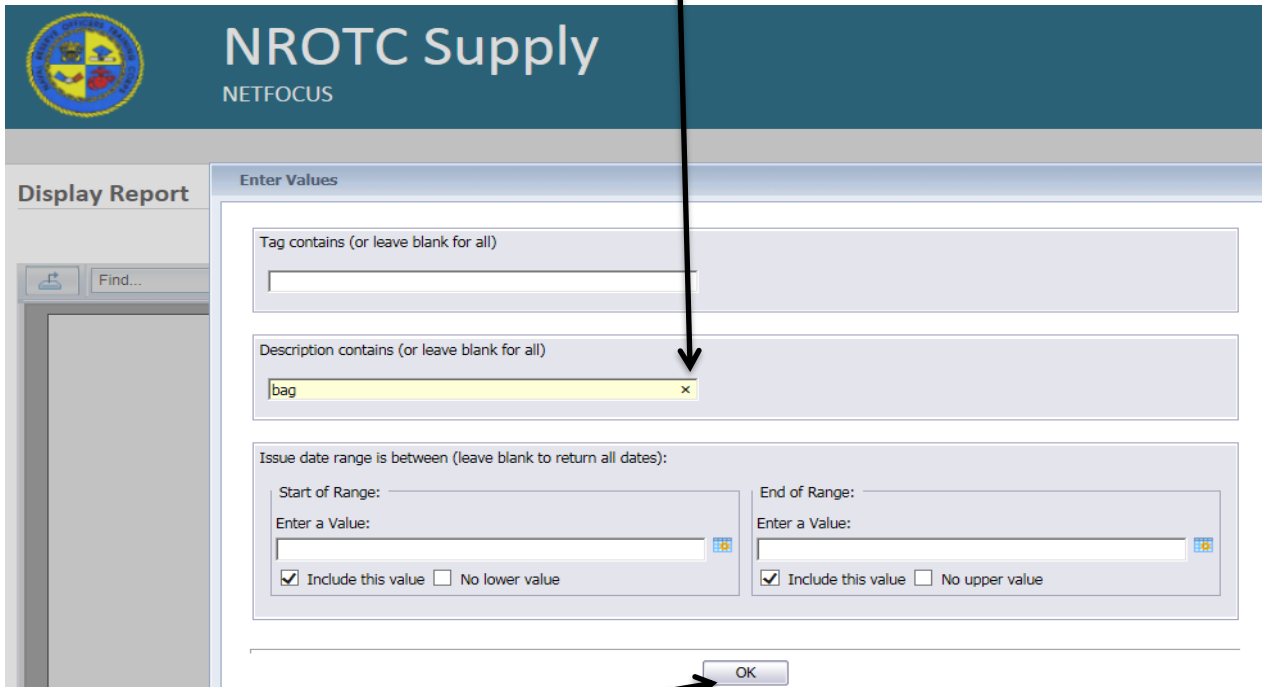 NROTC Supply
NETFOCUS
Display Report
Find...
Enter Values
Tag contains (or leave blank for all)
Description contains (or leave blank for all)
bag ×
Issue date range is between (leave blank to return all dates):
Start of Range: End of Range:
Enter a Value: Enter a Value:
Include this value No lower value Include this value No upper value
OK